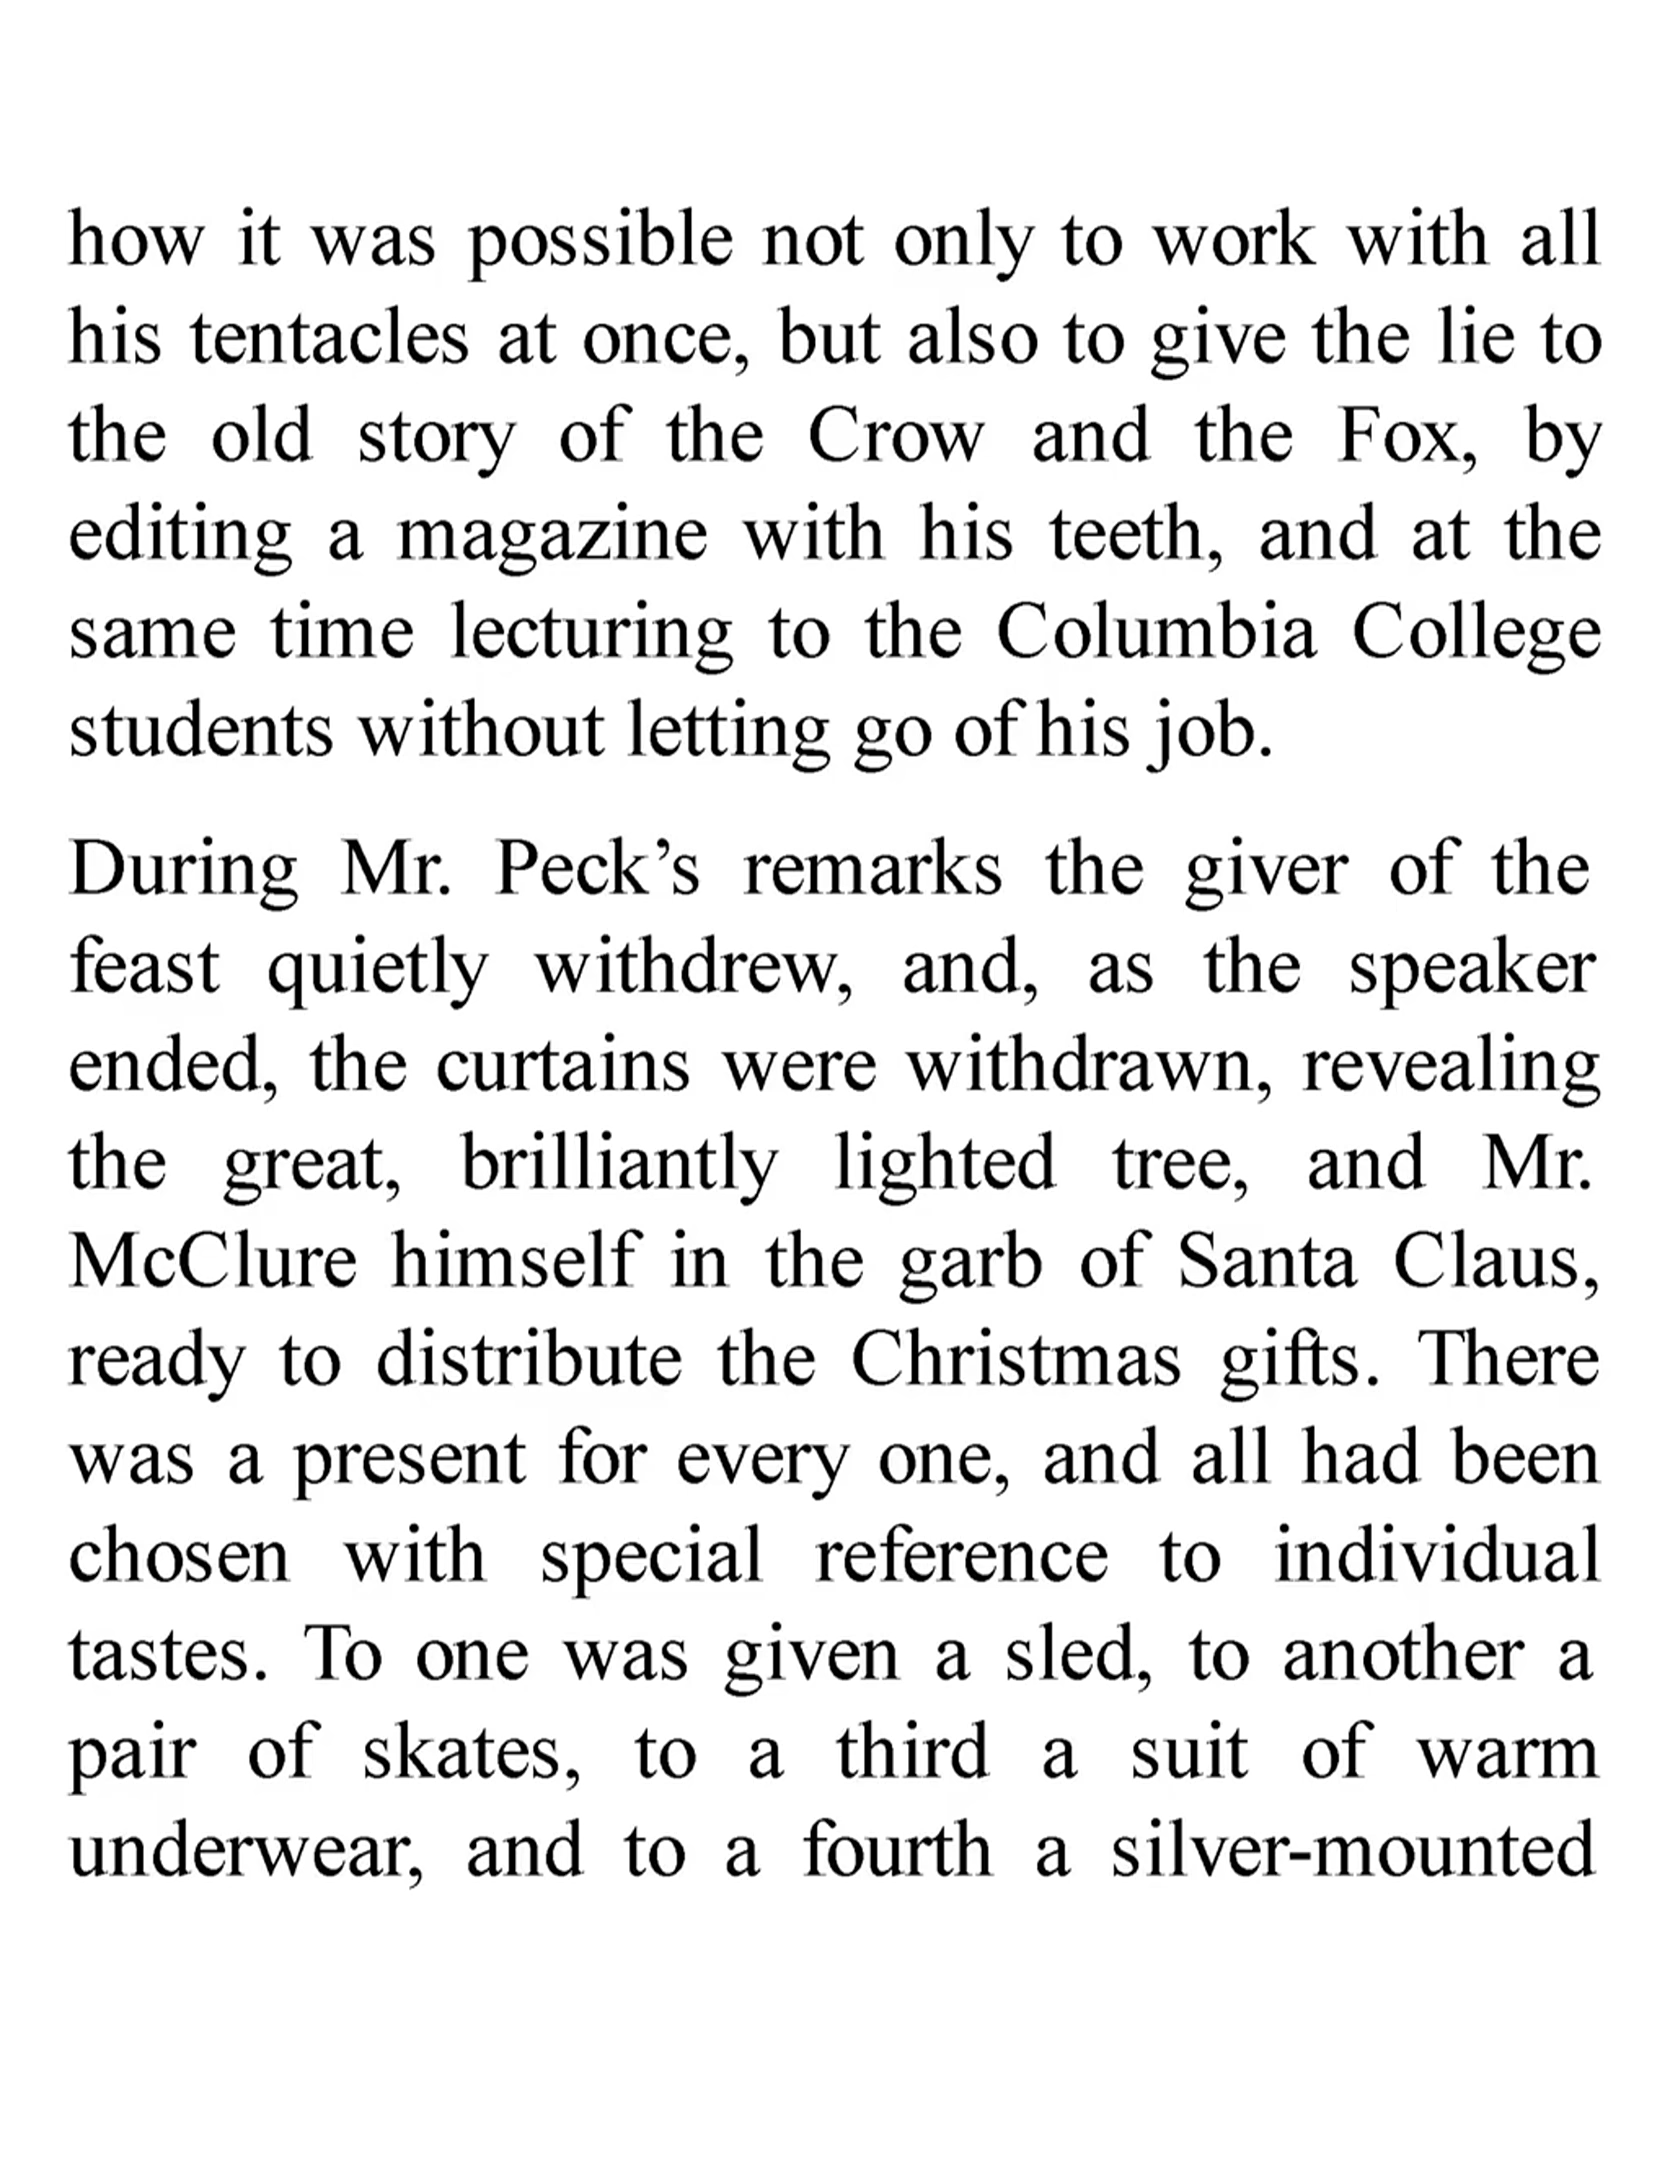 how it was possible not only to work with all
his tentacles at once, but also to give the lie to
the old story of the Crow and the Fox, by
editing a magazine with his teeth, and at the
same time lecturing to the Columbia College
students without letting go of his job.
During Mr. Peck’s remarks the giver of the
feast quietly withdrew, and, as the speaker
ended, the curtains were withdrawn, revealing
the great, brilliantly lighted tree, and Mr.
McClure himself in the garb of Santa Claus,
ready to distribute the Christmas gifts. There
was a present for every one, and all had been
chosen with special reference to individual
tastes. To one was given a sled, to another a
pair of skates, to a third a suit of warm
underwear, and to a fourth a silver-mounted